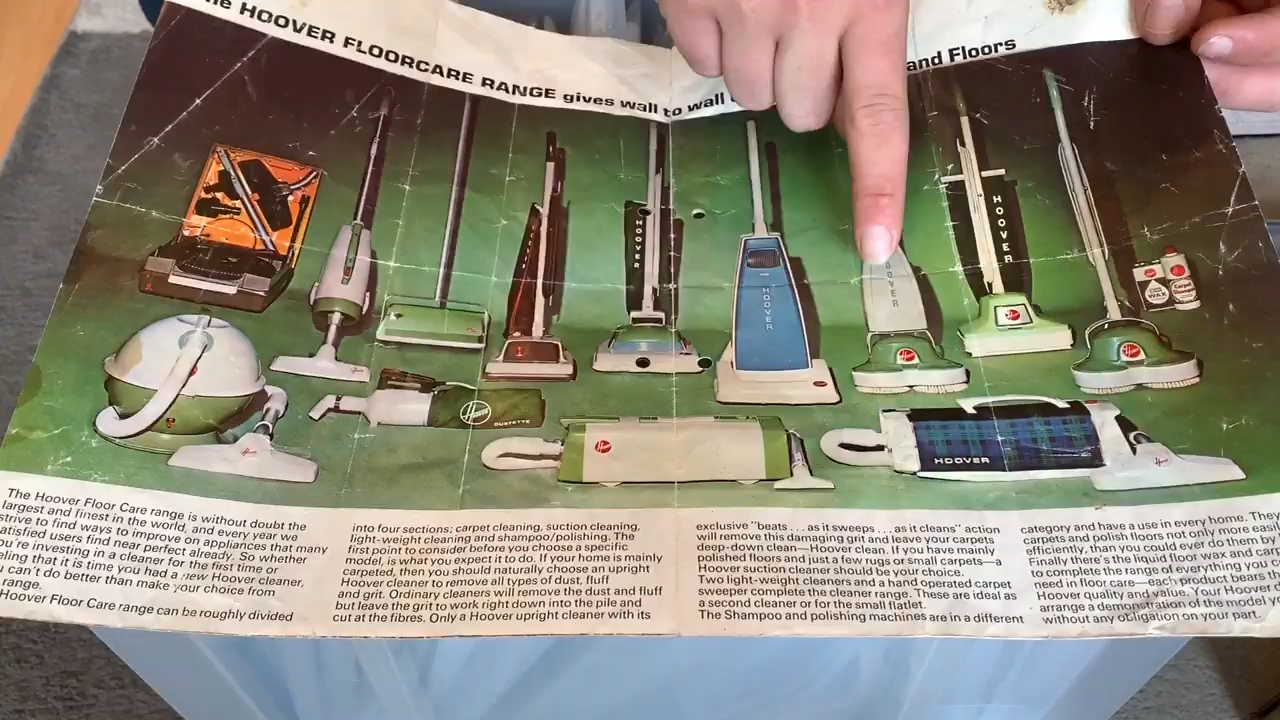 The HOOVER FLOORCARE RANGE gives wall to wall
and Floors
HOOVER
HOOVER
HOOVER
HOOVER
Hoover
DUSTETTE
HOOVER
WAX
Carpet
The Hoover Floor Care range is without doubt the
largest and finest in the world, and every year we
strive to find ways to improve on appliances that many
satisfied users find near perfect already. So whether
you're investing in a cleaner for the first time or
eling that it is time you had a new Hoover cleaner,
u can't do better than make your choice from
range.
Hoover Floor Care range can be roughly divided
into four sections; carpet cleaning, suction cleaning,
light-weight cleaning and shampoo/polishing. The
first point to consider before you choose a specific
model, is what you expect it to do. If your home is mainly
carpeted, then you should naturally choose an upright
Hoover cleaner to remove all types of dust, fluff
and grit. Ordinary cleaners will remove the dust and fluff
but leave the grit to work right down into the pile and
cut at the fibres. Only a Hoover upright cleaner with its
exclusive "beats . . . as it sweeps . . . as it cleans" action
will remove this damaging grit and leave your carpets
deep-down clean—Hoover clean. If you have mainly
polished floors and just a few rugs or small carpets—a
Hoover suction cleaner should be your choice.
Two light-weight cleaners and a hand operated carpet
sweeper complete the cleaner range. These are ideal as
a second cleaner or for the small flatlet.
The Shampoo and polishing machines are in a different
category and have a use in every home. They
carpets and polish floors not only more easil
efficiently, than you could ever do them by
Finally there's the liquid floor wax and car
to complete the range of everything you c
need in floor care—each product bears th
Hoover quality and value. Your Hoover
arrange a demonstration of the model y
without any obligation on your part.